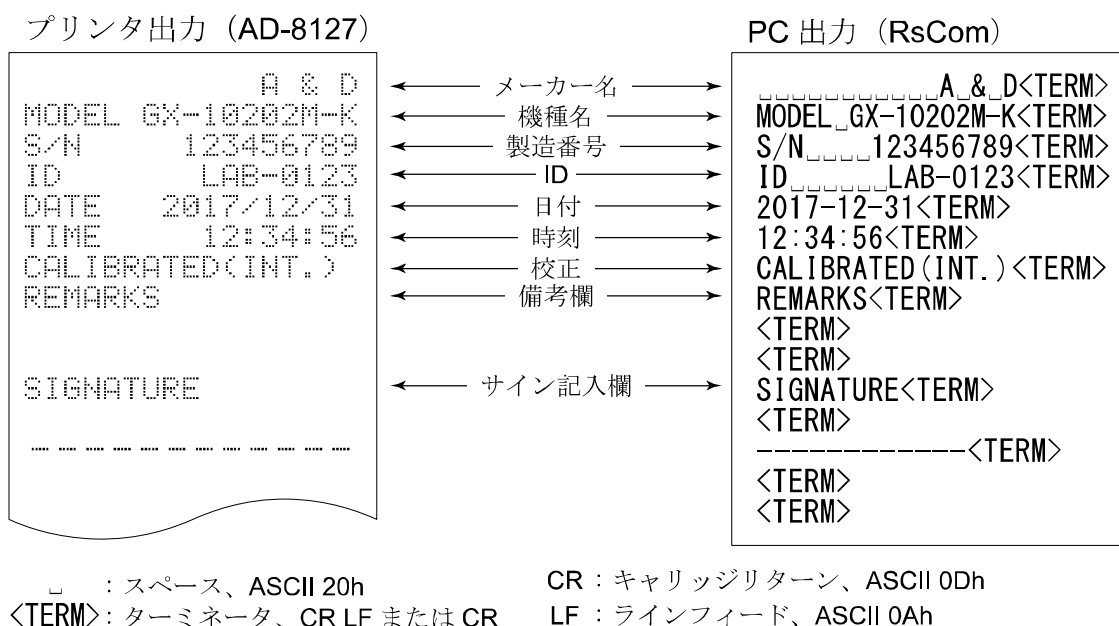 プリンタ出力（AD-8127）
A & D
MODEL GX-10202M-K
S/N 123456789
ID LAB-0123
DATE 2017/12/31
TIME 12:34:56
CALIBRATED(INT.)
REMARKS
SIGNATURE
メーカー名
機種名
製造番号
ID
日付
時刻
校正
備考欄
サイン記入欄
PC 出力（RsCom）
␣␣␣␣␣␣␣␣␣␣␣A␣&␣D<TERM>
MODEL␣GX-10202M-K<TERM>
S/N␣␣␣␣123456789<TERM>
ID␣␣␣␣␣␣LAB-0123<TERM>
2017-12-31<TERM>
12:34:56<TERM>
CALIBRATED(INT.)<TERM>
REMARKS<TERM>
<TERM>
<TERM>
SIGNATURE<TERM>
<TERM>
------------<TERM>
<TERM>
<TERM>
␣ ：スペース、ASCII 20h
<TERM>：ターミネータ、CR LF または CR
CR：キャリッジリターン、ASCII 0Dh
LF ：ラインフィード、ASCII 0Ah